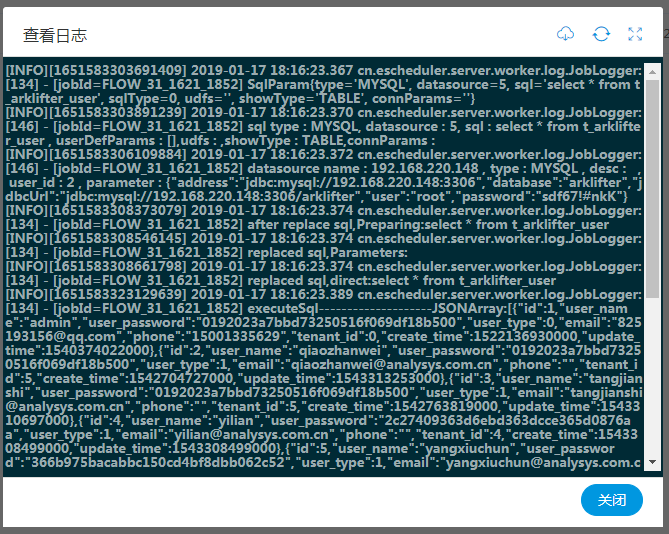 查看日志
[INFO][1651583303691409] 2019-01-17 18:16:23.367 cn.escheduler.server.worker.log.JobLogger:
[134] - [jobId=FLOW_31_1621_1852] SqlParam{type='MYSQL', datasource=5, sql='select * from t
_arklifter_user', sqlType=0, udfs='', showType='TABLE', connParams=''}
[INFO][1651583303891239] 2019-01-17 18:16:23.370 cn.escheduler.server.worker.log.JobLogger:
[146] - [jobId=FLOW_31_1621_1852] sql type : MYSQL, datasource : 5, sql : select * from t_arklifte
r_user , userDefParams : [],udfs : ,showType : TABLE,connParams :
[INFO][1651583306109884] 2019-01-17 18:16:23.372 cn.escheduler.server.worker.log.JobLogger:
[146] - [jobId=FLOW_31_1621_1852] datasource name : 192.168.220.148 , type : MYSQL , desc : ,
user_id : 2 , parameter : {"address":"jdbc:mysql://192.168.220.148:3306","database":"arklifter","j
dbcUrl":"jdbc:mysql://192.168.220.148:3306/arklifter","user":"root","password":"sdf67!#nkK"}
[INFO][1651583308373079] 2019-01-17 18:16:23.374 cn.escheduler.server.worker.log.JobLogger:
[134] - [jobId=FLOW_31_1621_1852] after replace sql,Preparing:select * from t_arklifter_user
[INFO][1651583308546145] 2019-01-17 18:16:23.374 cn.escheduler.server.worker.log.JobLogger:
[134] - [jobId=FLOW_31_1621_1852] replaced sql,Parameters:
[INFO][1651583308661798] 2019-01-17 18:16:23.374 cn.escheduler.server.worker.log.JobLogger:
[134] - [jobId=FLOW_31_1621_1852] replaced sql,direct:select * from t_arklifter_user
[INFO][1651583323129639] 2019-01-17 18:16:23.389 cn.escheduler.server.worker.log.JobLogger:
[134] - [jobId=FLOW_31_1621_1852] executeSql--------------------JSONArray:[{"id":1,"user_nam
e":"admin","user_password":"0192023a7bbd73250516f069df18b500","user_type":0,"email":"825
193156@qq.com","phone":"15001335629","tenant_id":0,"create_time":1522136930000,"update_
time":1540374022000},{"id":2,"user_name":"qiaozhanwei","user_password":"0192023a7bbd7325
0516f069df18b500","user_type":1,"email":"qiaozhanwei@analysys.com.cn","phone":"","tenant_i
d":5,"create_time":1542704727000,"update_time":1543313253000},{"id":3,"user_name":"tangjian
shi","user_password":"0192023a7bbd73250516f069df18b500","user_type":1,"email":"tangjianshi
@analysys.com.cn","phone":"","tenant_id":5,"create_time":1542763819000,"update_time":15433
10697000},{"id":4,"user_name":"yilian","user_password":"2c27409363d6ebd363dcce365d0876a
a","user_type":1,"email":"yilian@analysys.com.cn","phone":"","tenant_id":4,"create_time":15433
08499000,"update_time":1543308499000},{"id":5,"user_name":"yangxiuchun","user_passwor
d":"366b975bacabbc150cd4bf8dbb062c52","user_type":1,"email":"yangxiuchun@analysys.com.c
关闭